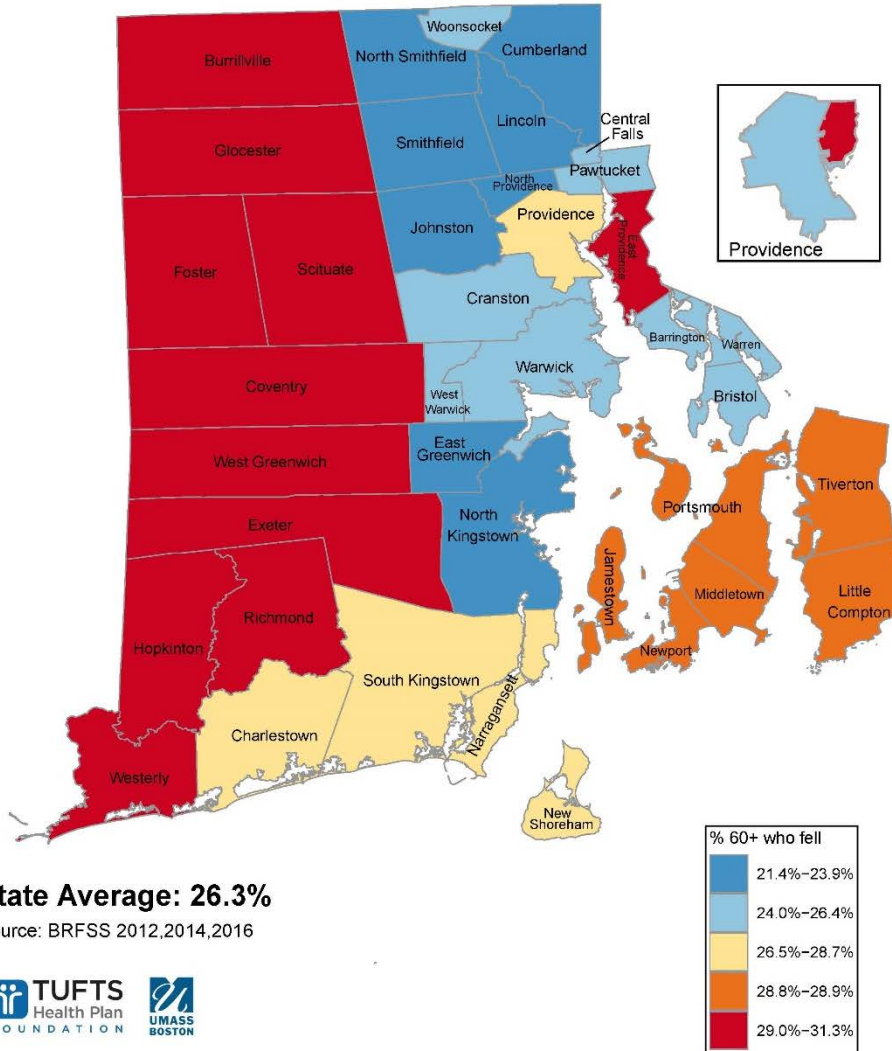 Woonsocket
Burrillville
North Smithfield
Cumberland
Glocester
Smithfield
Lincoln
Central
Falls
Pawtucket
North
Providence
Providence
Johnston
East
Providence
Foster
Scituate
Cranston
Barrington
Warren
Coventry
Warwick
West
Warwick
Bristol
East
Greenwich
West Greenwich
Tiverton
Exeter
North
Kingstown
Portsmouth
Jamestown
Middletown
Little
Compton
Richmond
Hopkinton
Newport
South Kingstown
Narragansett
Charlestown
Westerly
New
Shoreham
Providence
% 60+ who fell
21.4%−23.9%
24.0%−26.4%
26.5%−28.7%
28.8%−28.9%
29.0%−31.3%
tate Average: 26.3%
urce: BRFSS 2012,2014,2016
TUFTS
Health Plan
OUNDATION
UMASS
BOSTON